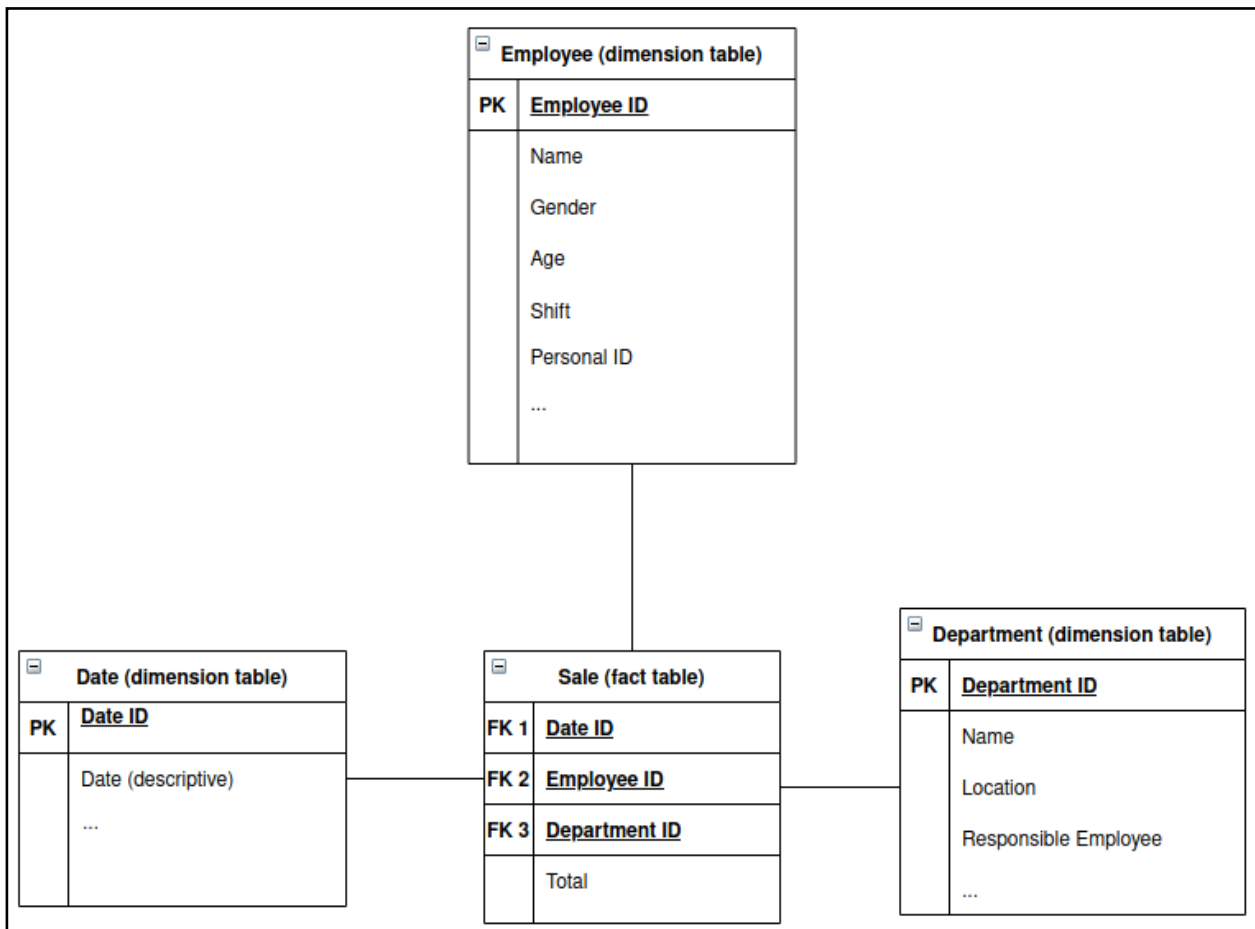 Employee (dimension table)
PK Employee ID
Name
Gender
Age
Shift
Personal ID
...
Date (dimension table)
PK Date ID
Date (descriptive)
...
Sale (fact table)
FK 1 Date ID
FK 2 Employee ID
FK 3 Department ID
Total
Department (dimension table)
PK Department ID
Name
Location
Responsible Employee
...